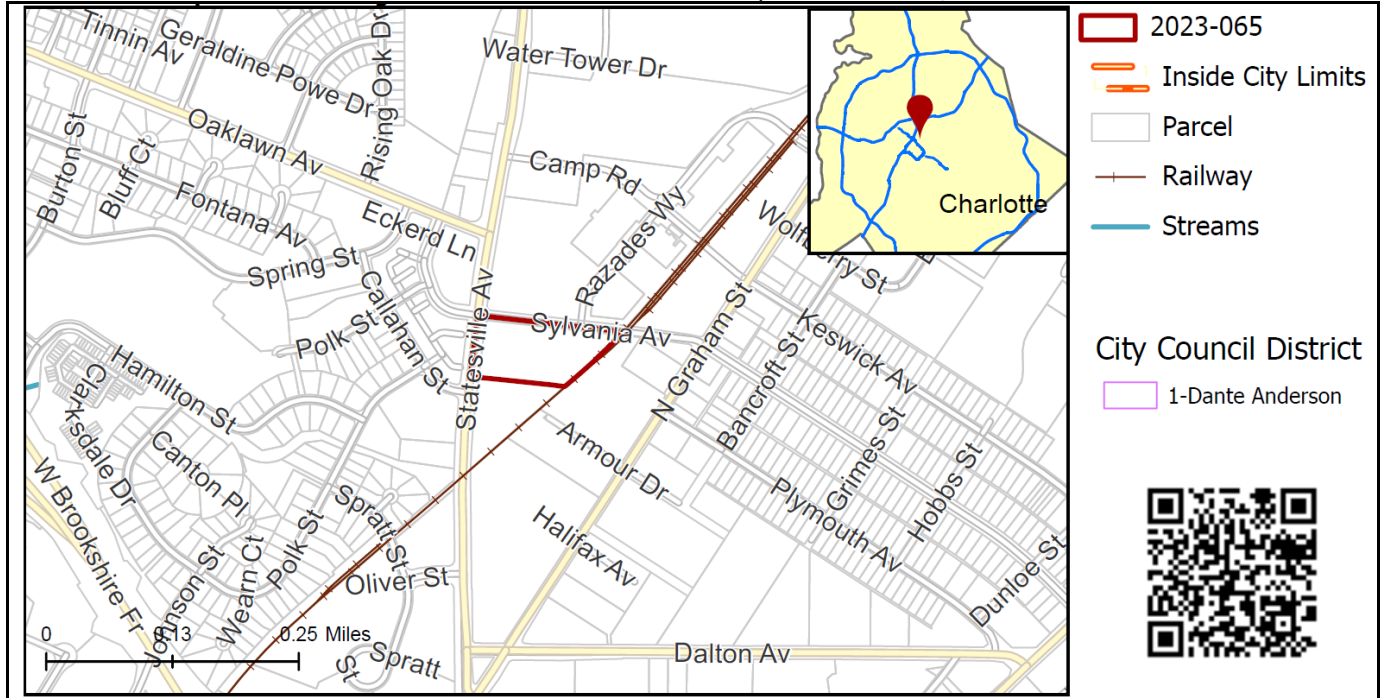 Tinnin Av
Geraldine Powe Dr
Rising Oak Dr
Water Tower Dr
Oaklawn Av
Burton St
Bluff Ct
Fontana Av
Eckerd Ln
Camp Rd
Razades Wy
Wolfberry St
Spring St
Callahan St
Statesville Av
Sylvania Av
Polk St
N Graham St
Keswick Av
Bancroft St
Hamilton St
Clarksdale Dr
Canton Pl
Grimes St
Hobbs St
Armour Dr
Plymouth Av
W Brookshire Fr
Spratt St
Halifax Av
Johnson St
Wearn Ct
Polk St
Oliver St
Dunloe St
Dalton Av
Spratt
St
0
0.13
0.25 Miles
Charlotte
2023-065
Inside City Limits
Parcel
Railway
Streams
City Council District
1-Dante Anderson